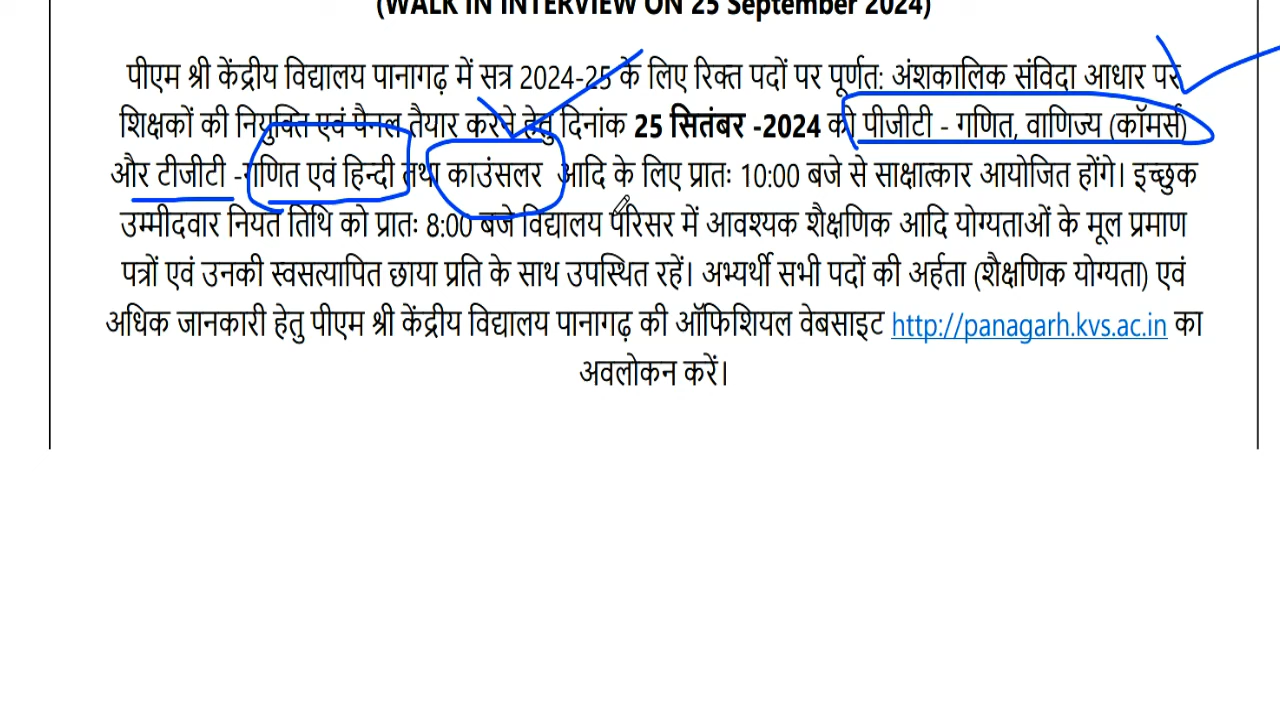 (WALK IN INTERVIEW ON 25 September 2024)
पीएम श्री केंद्रीय विद्यालय पानागढ़ में सत्र 2024-25 के लिए रिक्त पदों पर पूर्णत: अंशकालिक संविदा आधार पर
शिक्षकों की नियुक्ति एवं पैनल तैयार करने हेतु दिनांक 25 सितंबर -2024 को पीजीटी - गणित, वाणिज्य (कॉमर्स)
और टीजीटी -गणित एवं हिन्दी तथा काउंसलर आदि के लिए प्रातः 10:00 बजे से साक्षात्कार आयोजित होंगे। इच्छुक
उम्मीदवार नियत तिथि को प्रातः 8:00 बजे विद्यालय परिसर में आवश्यक शैक्षणिक आदि योग्यताओं के मूल प्रमाण
पत्रों एवं उनकी स्वसत्यापित छाया प्रति के साथ उपस्थित रहें। अभ्यर्थी सभी पदों की अर्हता (शैक्षणिक योग्यता) एवं
अधिक जानकारी हेतु पीएम श्री केंद्रीय विद्यालय पानागढ़ की ऑफिशियल वेबसाइट http://panagarh.kvs.ac.in का
अवलोकन करें।